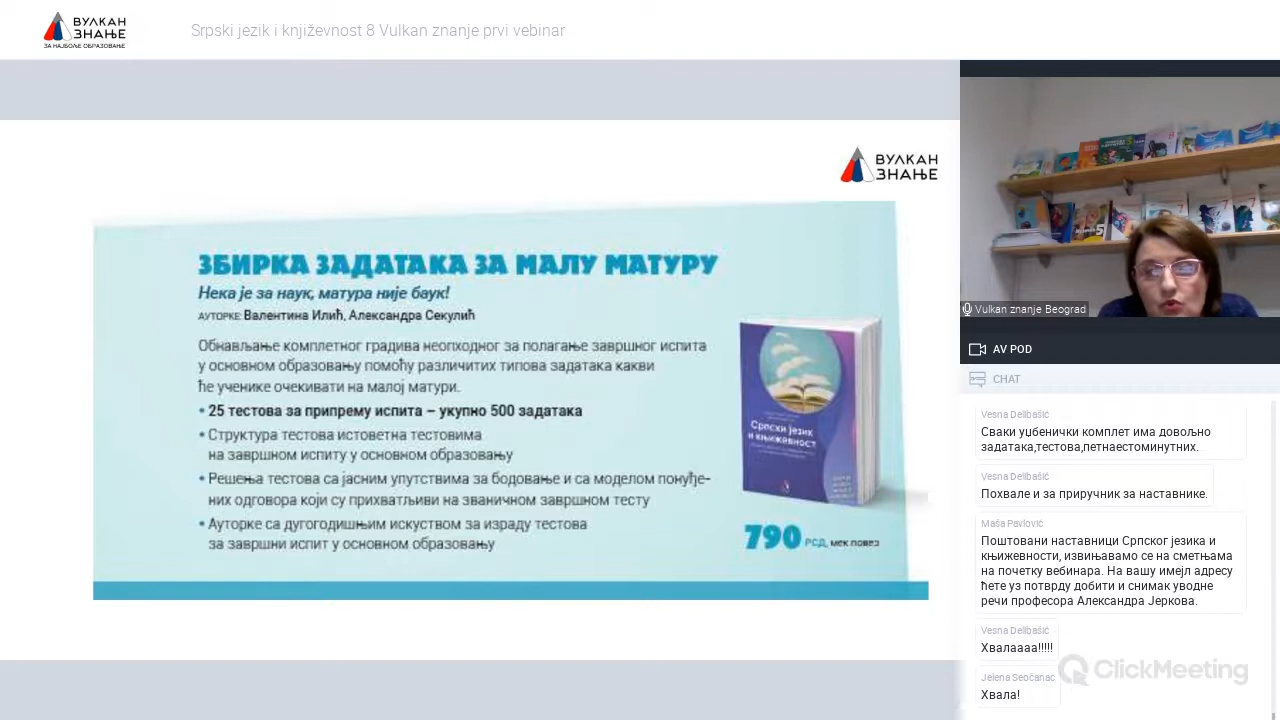 ВУЛКАН
ЗНАЊЕ
ЗА НАЈБОЉЕ ОБРАЗОВАЊЕ
Srpski jezik i književnost 8 Vulkan znanje prvi vebinar
ВУЛКАН
ЗНАЊЕ
ЗБИРКА ЗАДАТАКА ЗА МАЛУ МАТУРУ
Нека је за наук, матура није баук!
АУТОРКЕ: Валентина Илић, Александра Секулић
Обнављање комплетног градива неопходног за полагање завршног испита
у основном образовању помоћу различитих типова задатака какви
ће ученике очекивати на малој матури.
• 25 тестова за припрему испита – укупно 500 задатака
• Структура тестова истоветна тестовима
на завршном испиту у основном образовању
• Решења тестова са јасним упутствима за бодовање и са моделом понуђе-
них одговора који су прихватљиви на званичном завршном тесту
• Ауторке са дугогодишњим искуством за израду тестова
за завршни испит у основном образовању
Српски језик
и књижевност
790 РСД, МЕК ПОВЕЗ
Vulkan znanje Beograd
AV POD
CHAT
Vesna Delibašić
Сваки уџбенички комплет има довољно
задатака,тестова,петнаестоминутних.
Vesna Delibašić
Похвале и за приручник за наставнике.
Maša Pavlović
Поштовани наставници Српског језика и
књижевности, извињавамо се на сметњама
на почетку вебинара. На вашу имејл адресу
ћете уз потврду добити и снимак уводне
речи професора Александра Јеркова.
Vesna Delibašić
Хвалаааа!!!!!
Jelena Seočanac
Хвала!
ClickMeeting